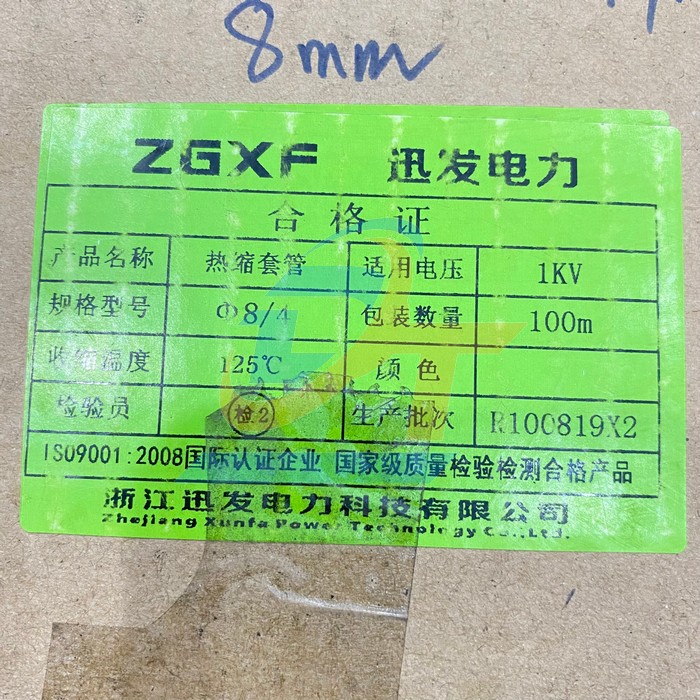 8mm
ZGXF 迅发电力
合格证
产品名称 热缩套管 适用电压 1KV
规格型号 Φ8/4 包装数量 100m
收缩温度 125℃ 颜色
检验员 检2 生产批次 R100819X2
ISO9001:2008国际认证企业 国家级质量检验检测合格产品
浙江迅发电力科技有限公司
Zhejiang Xunfa Power Technology Co.,Ltd.